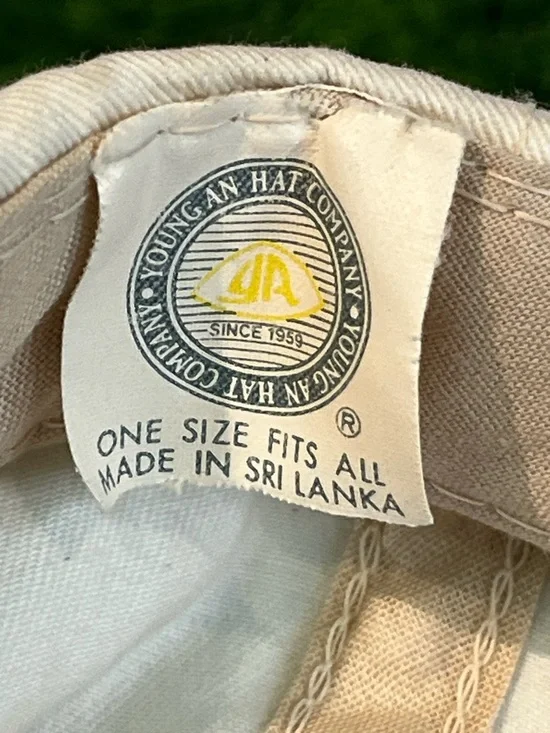 YOUNG AN HAT COMPANY • YOUNG AN HAT COMPANY •
YA
SINCE 1959
®
ONE SIZE FITS ALL
MADE IN SRI LANKA